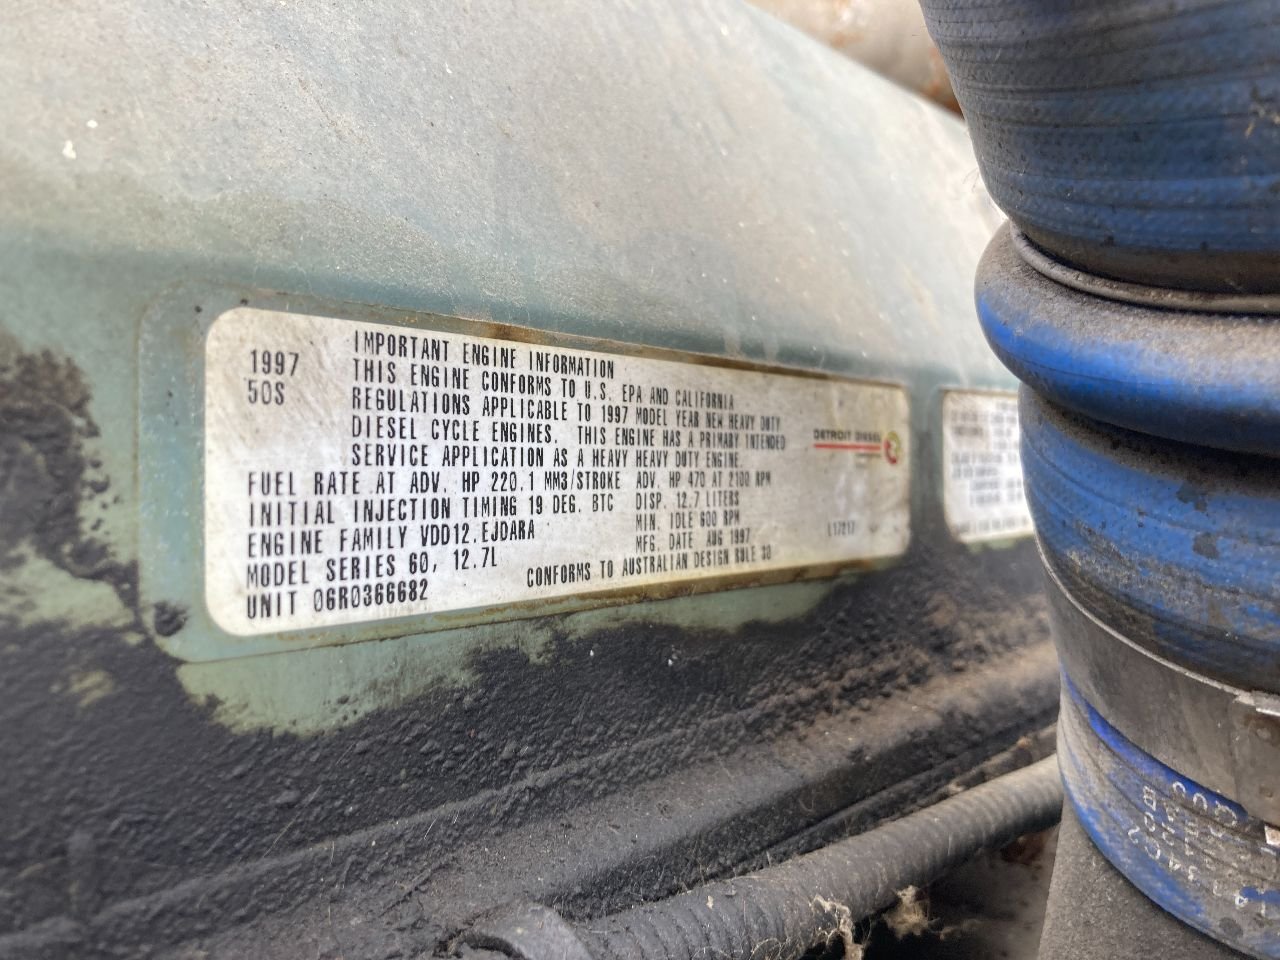 1997
50S
IMPORTANT ENGINE INFORMATION
THIS ENGINE CONFORMS TO U.S. EPA AND CALIFORNIA
REGULATIONS APPLICABLE TO 1997 MODEL YEAR NEW HEAVY DUTY
DIESEL CYCLE ENGINES. THIS ENGINE HAS A PRIMARY INTENDED
SERVICE APPLICATION AS A HEAVY HEAVY DUTY ENGINE.
FUEL RATE AT ADV. HP 220.1 MM3/STROKE ADV. HP 470 AT 2100 RPM
INITIAL INJECTION TIMING 19 DEG. BTC DISP. 12.7 LITERS
ENGINE FAMILY VDD12.EJDARA MIN. IDLE 600 RPM
MODEL SERIES 60, 12.7L MFG. DATE AUG 1997
UNIT 06R0366682 CONFORMS TO AUSTRALIAN DESIGN RULE 30
DETROIT DIESEL
L17217